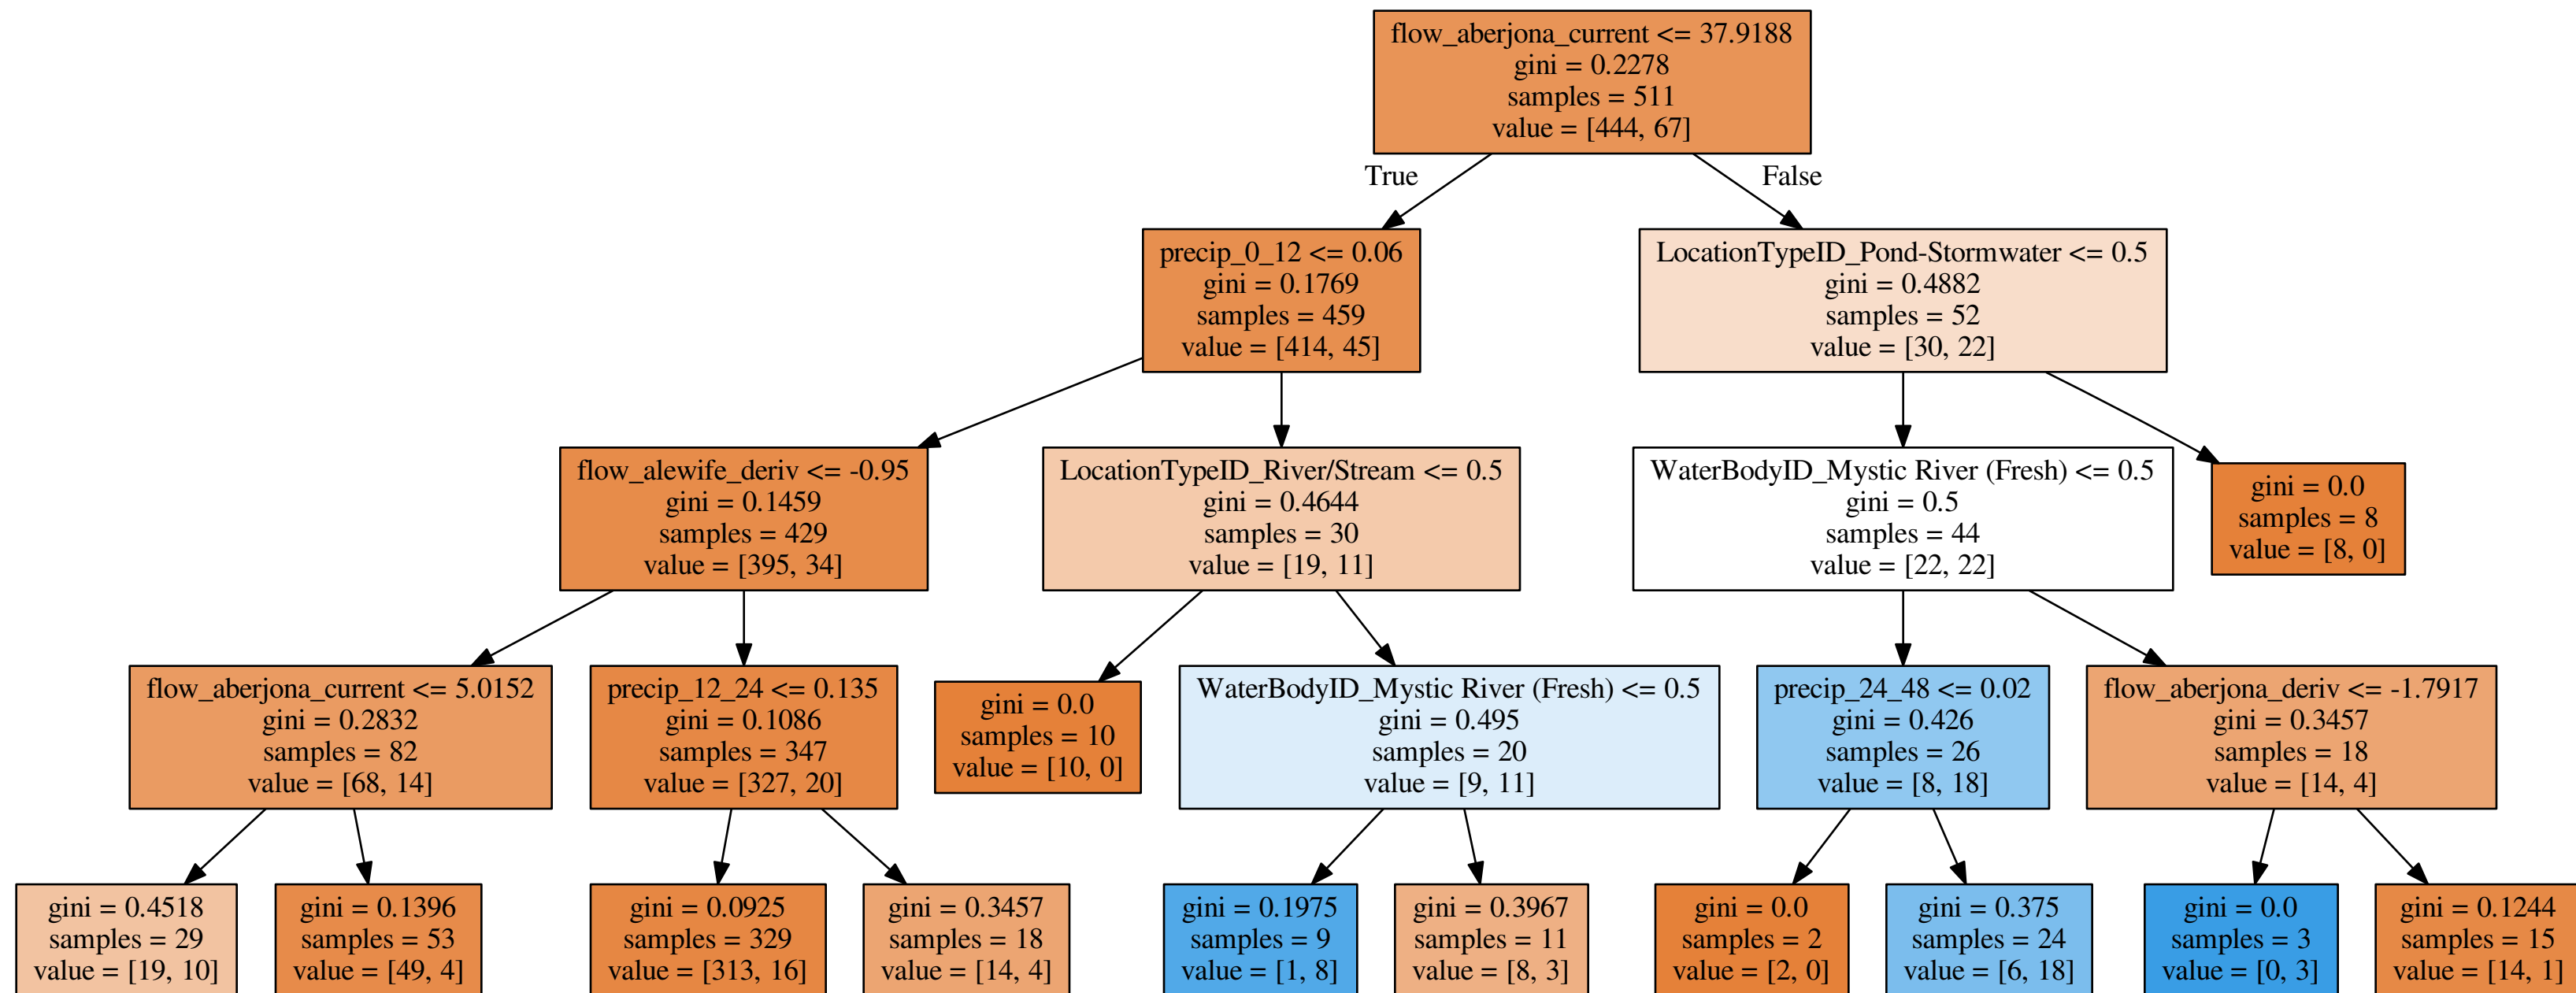 flow_aberjona_current <= 37.9188
gini = 0.2278
samples = 511
value = [444, 67]
True
False
precip_0_12 <= 0.06
gini = 0.1769
samples = 459
value = [414, 45]
LocationTypeID_Pond-Stormwater <= 0.5
gini = 0.4882
samples = 52
value = [30, 22]
flow_alewife_deriv <= -0.95
gini = 0.1459
samples = 429
value = [395, 34]
LocationTypeID_River/Stream <= 0.5
gini = 0.4644
samples = 30
value = [19, 11]
WaterBodyID_Mystic River (Fresh) <= 0.5
gini = 0.5
samples = 44
value = [22, 22]
gini = 0.0
samples = 8
value = [8, 0]
flow_aberjona_current <= 5.0152
gini = 0.2832
samples = 82
value = [68, 14]
precip_12_24 <= 0.135
gini = 0.1086
samples = 347
value = [327, 20]
gini = 0.0
samples = 10
value = [10, 0]
WaterBodyID_Mystic River (Fresh) <= 0.5
gini = 0.495
samples = 20
value = [9, 11]
precip_24_48 <= 0.02
gini = 0.426
samples = 26
value = [8, 18]
flow_aberjona_deriv <= -1.7917
gini = 0.3457
samples = 18
value = [14, 4]
gini = 0.4518
samples = 29
value = [19, 10]
gini = 0.1396
samples = 53
value = [49, 4]
gini = 0.0925
samples = 329
value = [313, 16]
gini = 0.3457
samples = 18
value = [14, 4]
gini = 0.1975
samples = 9
value = [1, 8]
gini = 0.3967
samples = 11
value = [8, 3]
gini = 0.0
samples = 2
value = [2, 0]
gini = 0.375
samples = 24
value = [6, 18]
gini = 0.0
samples = 3
value = [0, 3]
gini = 0.1244
samples = 15
value = [14, 1]